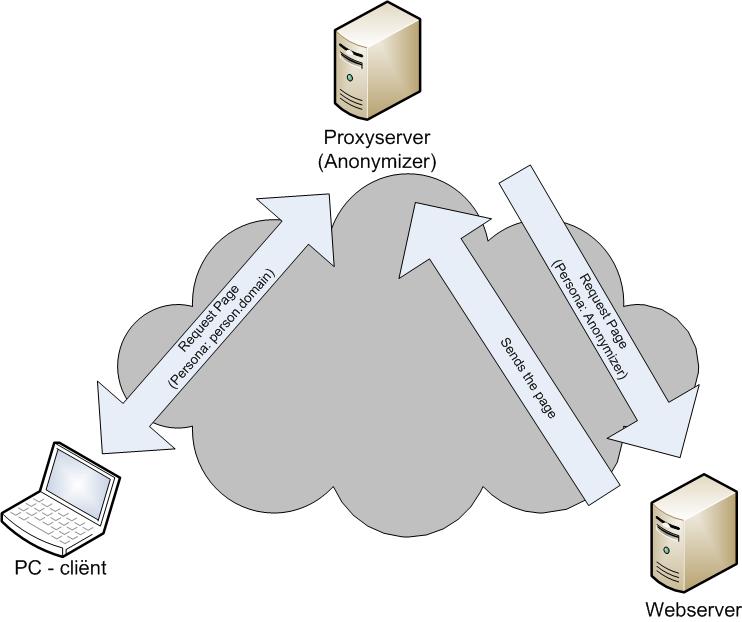 Proxyserver
(Anonymizer)
Request Page
(Persona: person.domain)
Request Page
(Persona: Anonymizer)
Sends the page
PC - cliënt
Webserver